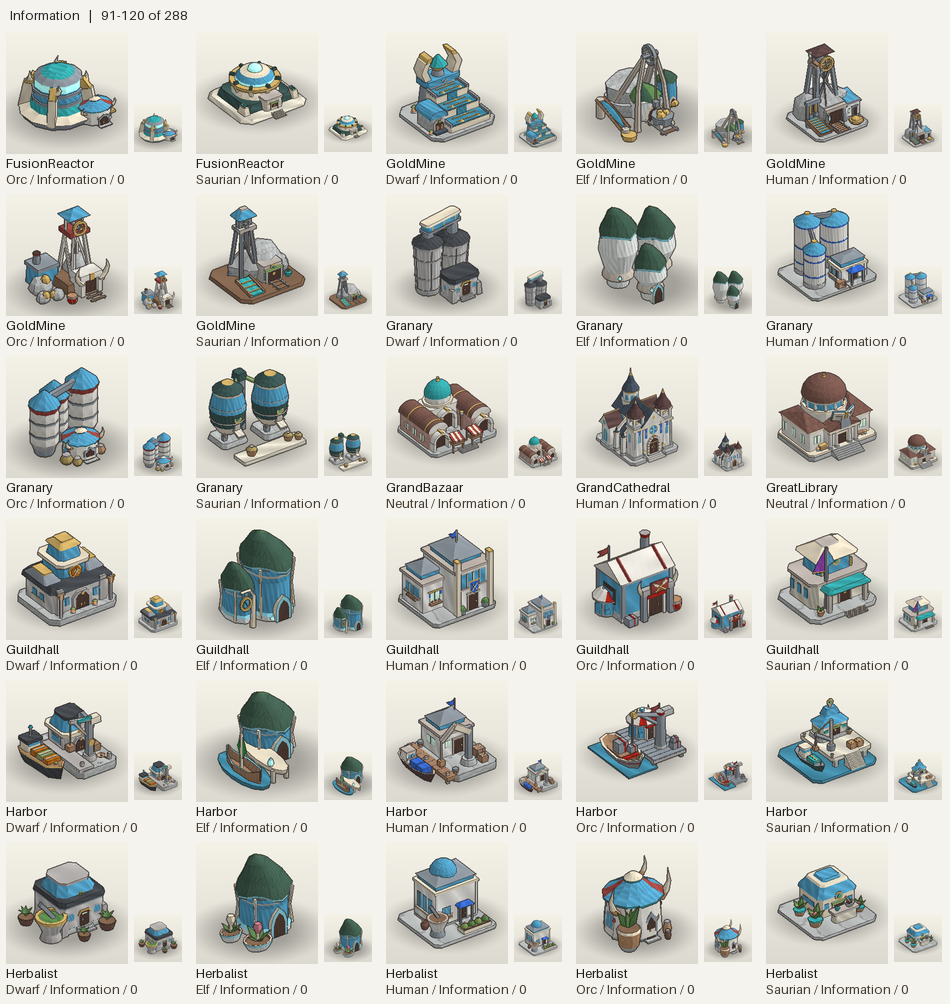 Information | 91-120 of 288
FusionReactor
Orc / Information / 0
FusionReactor
Saurian / Information / 0
GoldMine
Dwarf / Information / 0
GoldMine
Elf / Information / 0
GoldMine
Human / Information / 0
GoldMine
Orc / Information / 0
GoldMine
Saurian / Information / 0
Granary
Dwarf / Information / 0
Granary
Elf / Information / 0
Granary
Human / Information / 0
Granary
Orc / Information / 0
Granary
Saurian / Information / 0
GrandBazaar
Neutral / Information / 0
GrandCathedral
Human / Information / 0
GreatLibrary
Neutral / Information / 0
Guildhall
Dwarf / Information / 0
Guildhall
Elf / Information / 0
Guildhall
Human / Information / 0
Guildhall
Orc / Information / 0
Guildhall
Saurian / Information / 0
Harbor
Dwarf / Information / 0
Harbor
Elf / Information / 0
Harbor
Human / Information / 0
Harbor
Orc / Information / 0
Harbor
Saurian / Information / 0
Herbalist
Dwarf / Information / 0
Herbalist
Elf / Information / 0
Herbalist
Human / Information / 0
Herbalist
Orc / Information / 0
Herbalist
Saurian / Information / 0